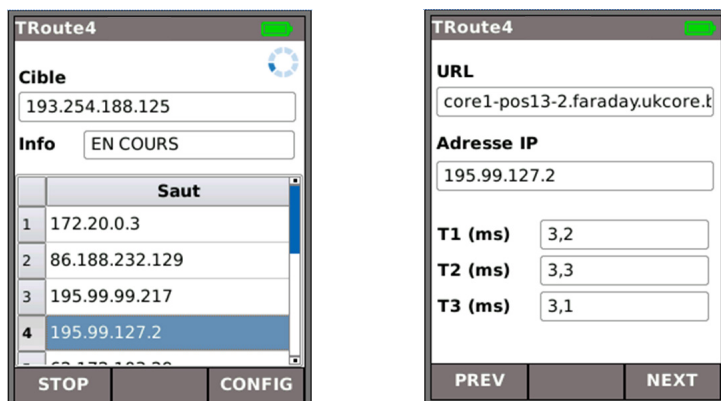 TRoute4
Cible
193.254.188.125
Info EN COURS
Saut
1 172.20.0.3
2 86.188.232.129
3 195.99.99.217
4 195.99.127.2
STOP CONFIG
TRoute4
URL
core1-pos13-2.faraday.ukcore.b
Adresse IP
195.99.127.2
T1 (ms) 3,2
T2 (ms) 3,3
T3 (ms) 3,1
PREV NEXT